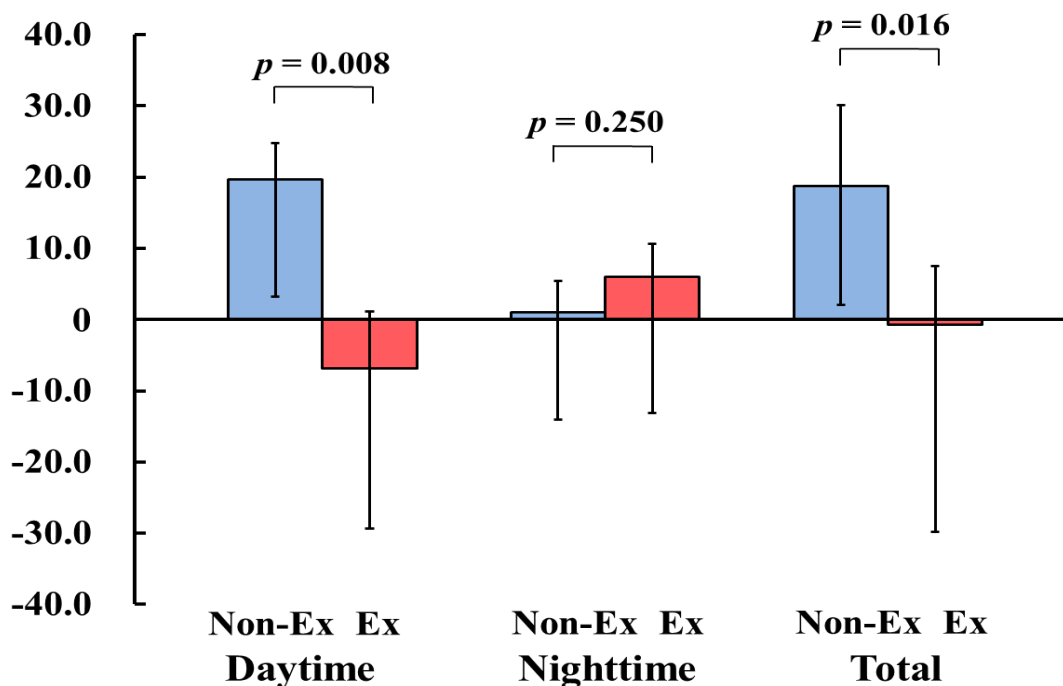 40.0
30.0
20.0
10.0
0
-10.0
-20.0
-30.0
-40.0
p = 0.008
p = 0.250
p = 0.016
Non-Ex Ex Non-Ex Ex Non-Ex Ex
Daytime Nighttime Total